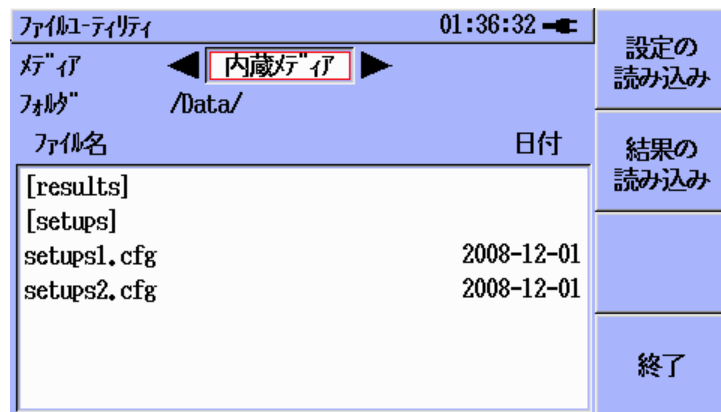 ﾌｧｲﾙﾕｰﾃｨﾘﾃｨ 01:36:32
ﾒﾃﾞｨｱ ◀ 内蔵ﾒﾃﾞｨｱ ▶
ﾌｫﾙﾀﾞ /Data/
ﾌｧｲﾙ名 日付
[results]
[setups]
setups1.cfg 2008-12-01
setups2.cfg 2008-12-01
設定の
読み込み
結果の
読み込み
終了